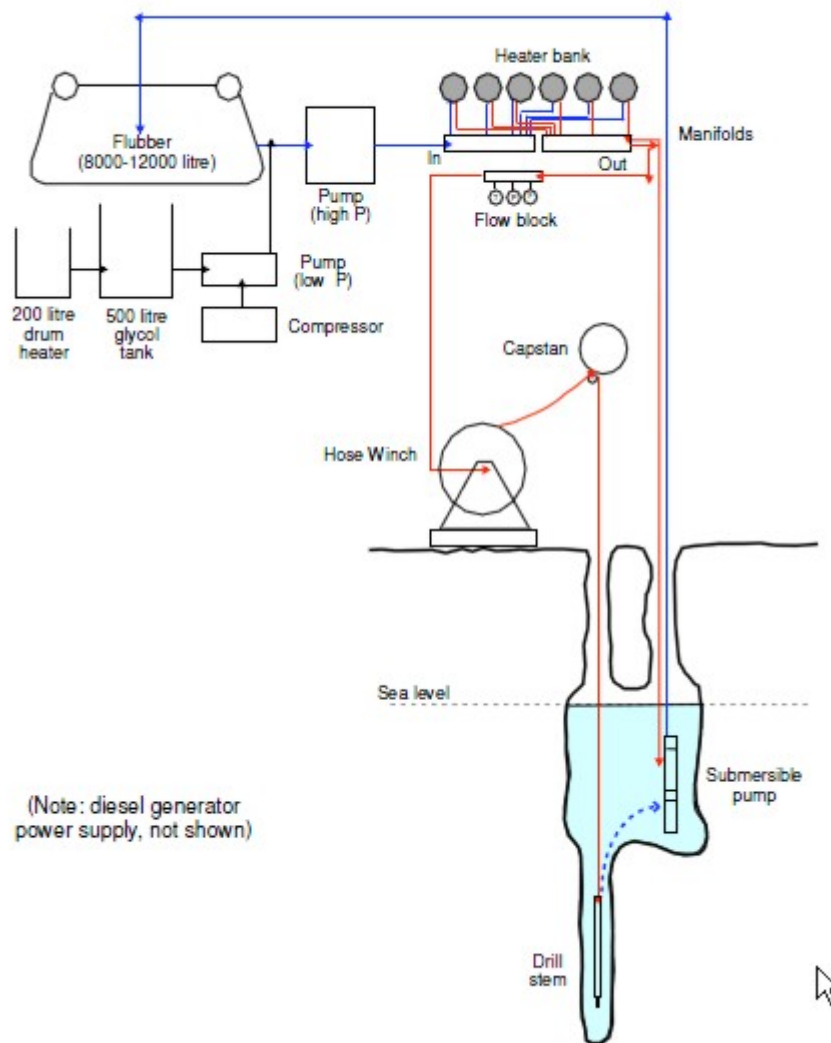 Heater bank
Flubber
(8000-12000 litre)
Manifolds
In
Out
Pump
(high P)
Flow block
Pump
(low P)
200 litre
drum
heater
500 litre
glycol
tank
Compressor
Capstan
Hose Winch
Sea level
Submersible
pump
(Note: diesel generator
power supply, not shown)
Drill
stem